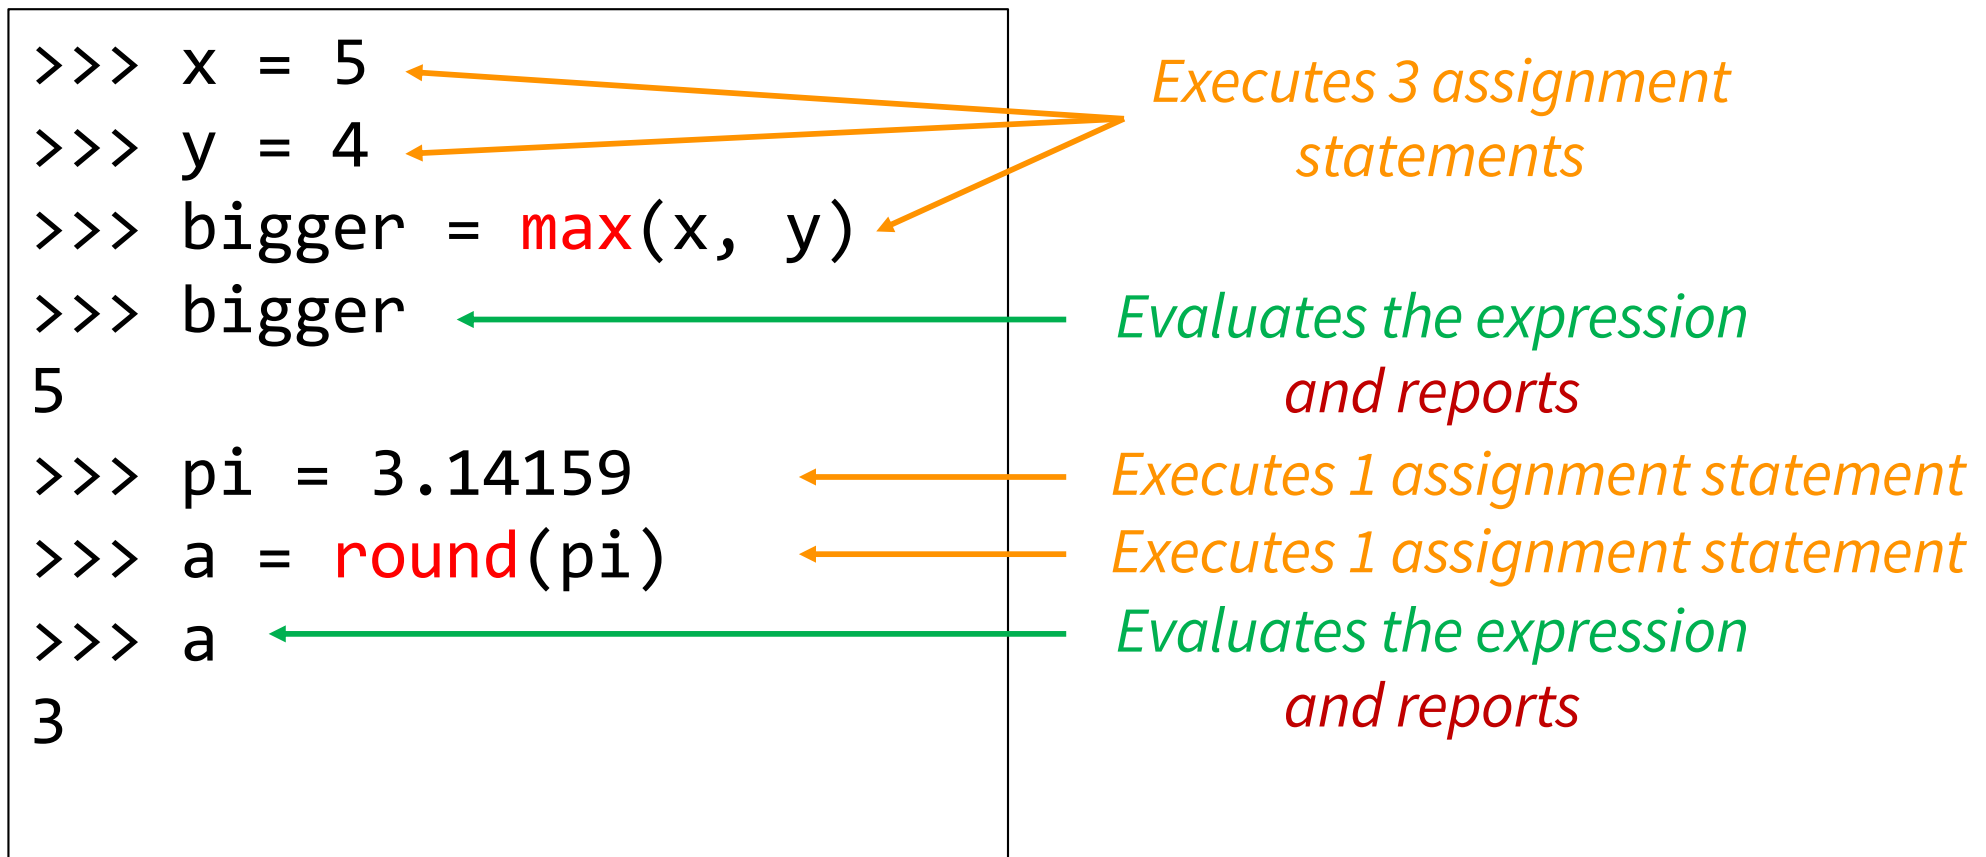 >>> x = 5
>>> y = 4
>>> bigger = max(x, y)
>>> bigger
5
>>> pi = 3.14159
>>> a = round(pi)
>>> a
3
Executes 3 assignment
statements
Evaluates the expression
and reports
Executes 1 assignment statement
Executes 1 assignment statement
Evaluates the expression
and reports